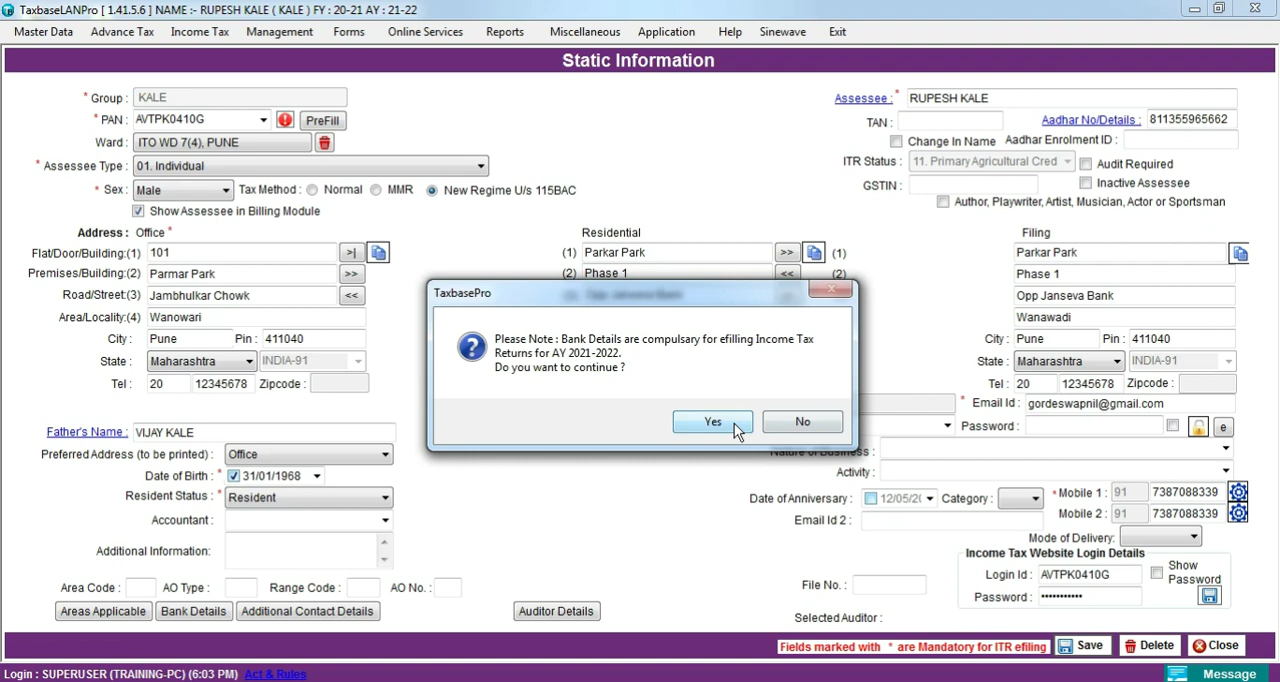 TaxbaseLANPro [ 1.41.5.6 ] NAME :- RUPESH KALE ( KALE ) FY : 20-21 AY : 21-22
Master Data Advance Tax Income Tax Management Forms Online Services Reports Miscellaneous Application Help Sinewave Exit
Static Information
* Group : KALE
Assessee : * RUPESH KALE
* PAN : AVTPK0410G PreFill
TAN : Aadhar No/Details : 811355965662
Ward : ITO WD 7(4), PUNE
Change In Name Aadhar Enrolment ID :
* Assessee Type : 01. Individual
ITR Status : 11. Primary Agricultural Cred Audit Required
* Sex : Male Tax Method : Normal MMR New Regime U/s 115BAC
GSTIN : Inactive Assessee
Show Assessee in Billing Module
Author, Playwriter, Artist, Musician, Actor or Sportsman
Address : Office * Residential Filing
Flat/Door/Building:(1) 101 >| (1) Parkar Park >> (1) Parkar Park
Premises/Building:(2) Parmar Park >> (2) Phase 1 << (2) Phase 1
Road/Street:(3) Jambhulkar Chowk << Opp Janseva Bank Opp Janseva Bank
Area/Locality:(4) Wanowari Wanawadi
City : Pune Pin : 411040 City : Pune Pin : 411040
State : Maharashtra INDIA-91 State : Maharashtra INDIA-91
Tel : 20 12345678 Zipcode : Tel : 20 12345678 Zipcode :
TaxbasePro
Please Note : Bank Details are compulsary for efilling Income Tax
Returns for AY 2021-2022.
Do you want to continue ?
Yes No
* Email Id : gordeswapnil@gmail.com
Father's Name : VIJAY KALE
Password : e
Preferred Address (to be printed) : Office
Nature of Business :
Date of Birth : * 31/01/1968
Activity :
Resident Status : * Resident
Date of Anniversary : 12/05/20 Category : * Mobile 1 : 91 7387088339
Accountant :
Email Id 2 : Mobile 2 : 91 7387088339
Additional Information:
Mode of Delivery:
Income Tax Website Login Details
Area Code : AO Type : Range Code : AO No. :
File No. : Login Id : AVTPK0410G Show Password
Password : •••••••••••
Areas Applicable Bank Details Additional Contact Details Auditor Details
Selected Auditor :
Fields marked with * are Mandatory for ITR efiling Save Delete Close
Login : SUPERUSER (TRAINING-PC) (6:03 PM) Act & Rules Message